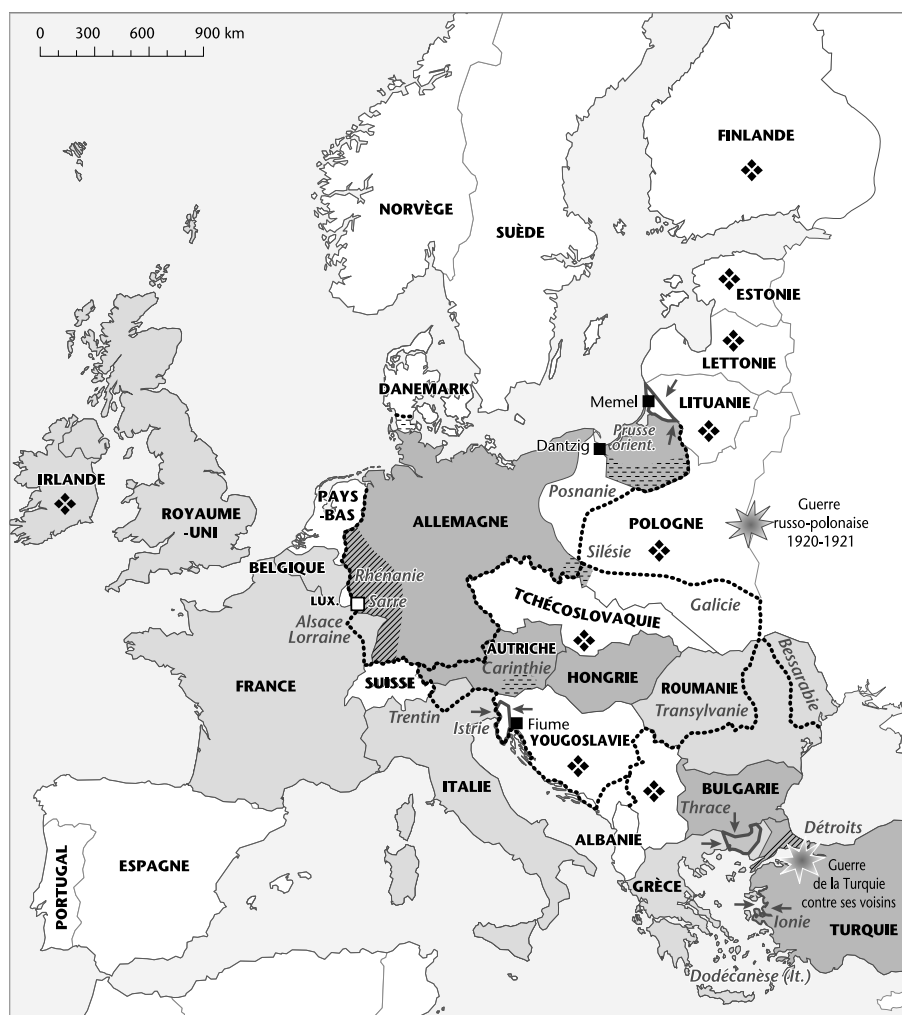 0 300 600 900 km
FINLANDE
NORVÈGE
SUÈDE
ESTONIE
LETTONIE
DANEMARK
Memel
LITUANIE
Prusse
orient.
Dantzig
IRLANDE
ROYAUME
-UNI
PAYS
-BAS
ALLEMAGNE
Posnanie
POLOGNE
Guerre
russo-polonaise
1920-1921
Silésie
BELGIQUE
Rhénanie
LUX.
Sarre
TCHÉCOSLOVAQUIE
Galicie
Alsace
Lorraine
AUTRICHE
Carinthie
Bessarabie
FRANCE
SUISSE
HONGRIE
ROUMANIE
Transylvanie
Trentin
Istrie
Fiume
YOUGOSLAVIE
ITALIE
BULGARIE
Thrace
Détroits
ALBANIE
PORTUGAL
ESPAGNE
GRÈCE
Guerre
de la Turquie
contre ses voisins
Ionie
TURQUIE
Dodécanèse (It.)